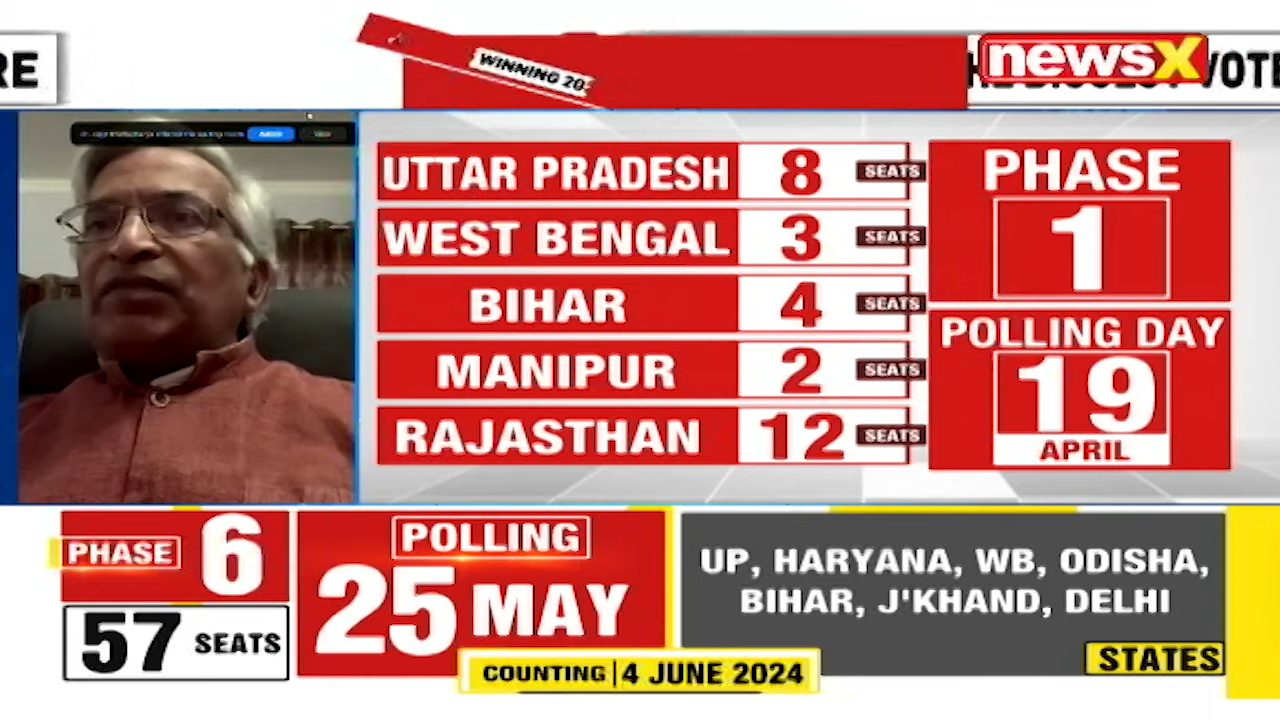 RE
WINNING 20
newsX
VOTE
UTTAR PRADESH 8 SEATS
WEST BENGAL 3 SEATS
BIHAR 4 SEATS
MANIPUR 2 SEATS
RAJASTHAN 12 SEATS
PHASE
1
POLLING DAY
19
APRIL
PHASE 6
57 SEATS
POLLING
25 MAY
UP, HARYANA, WB, ODISHA,
BIHAR, J'KHAND, DELHI
STATES
COUNTING 4 JUNE 2024